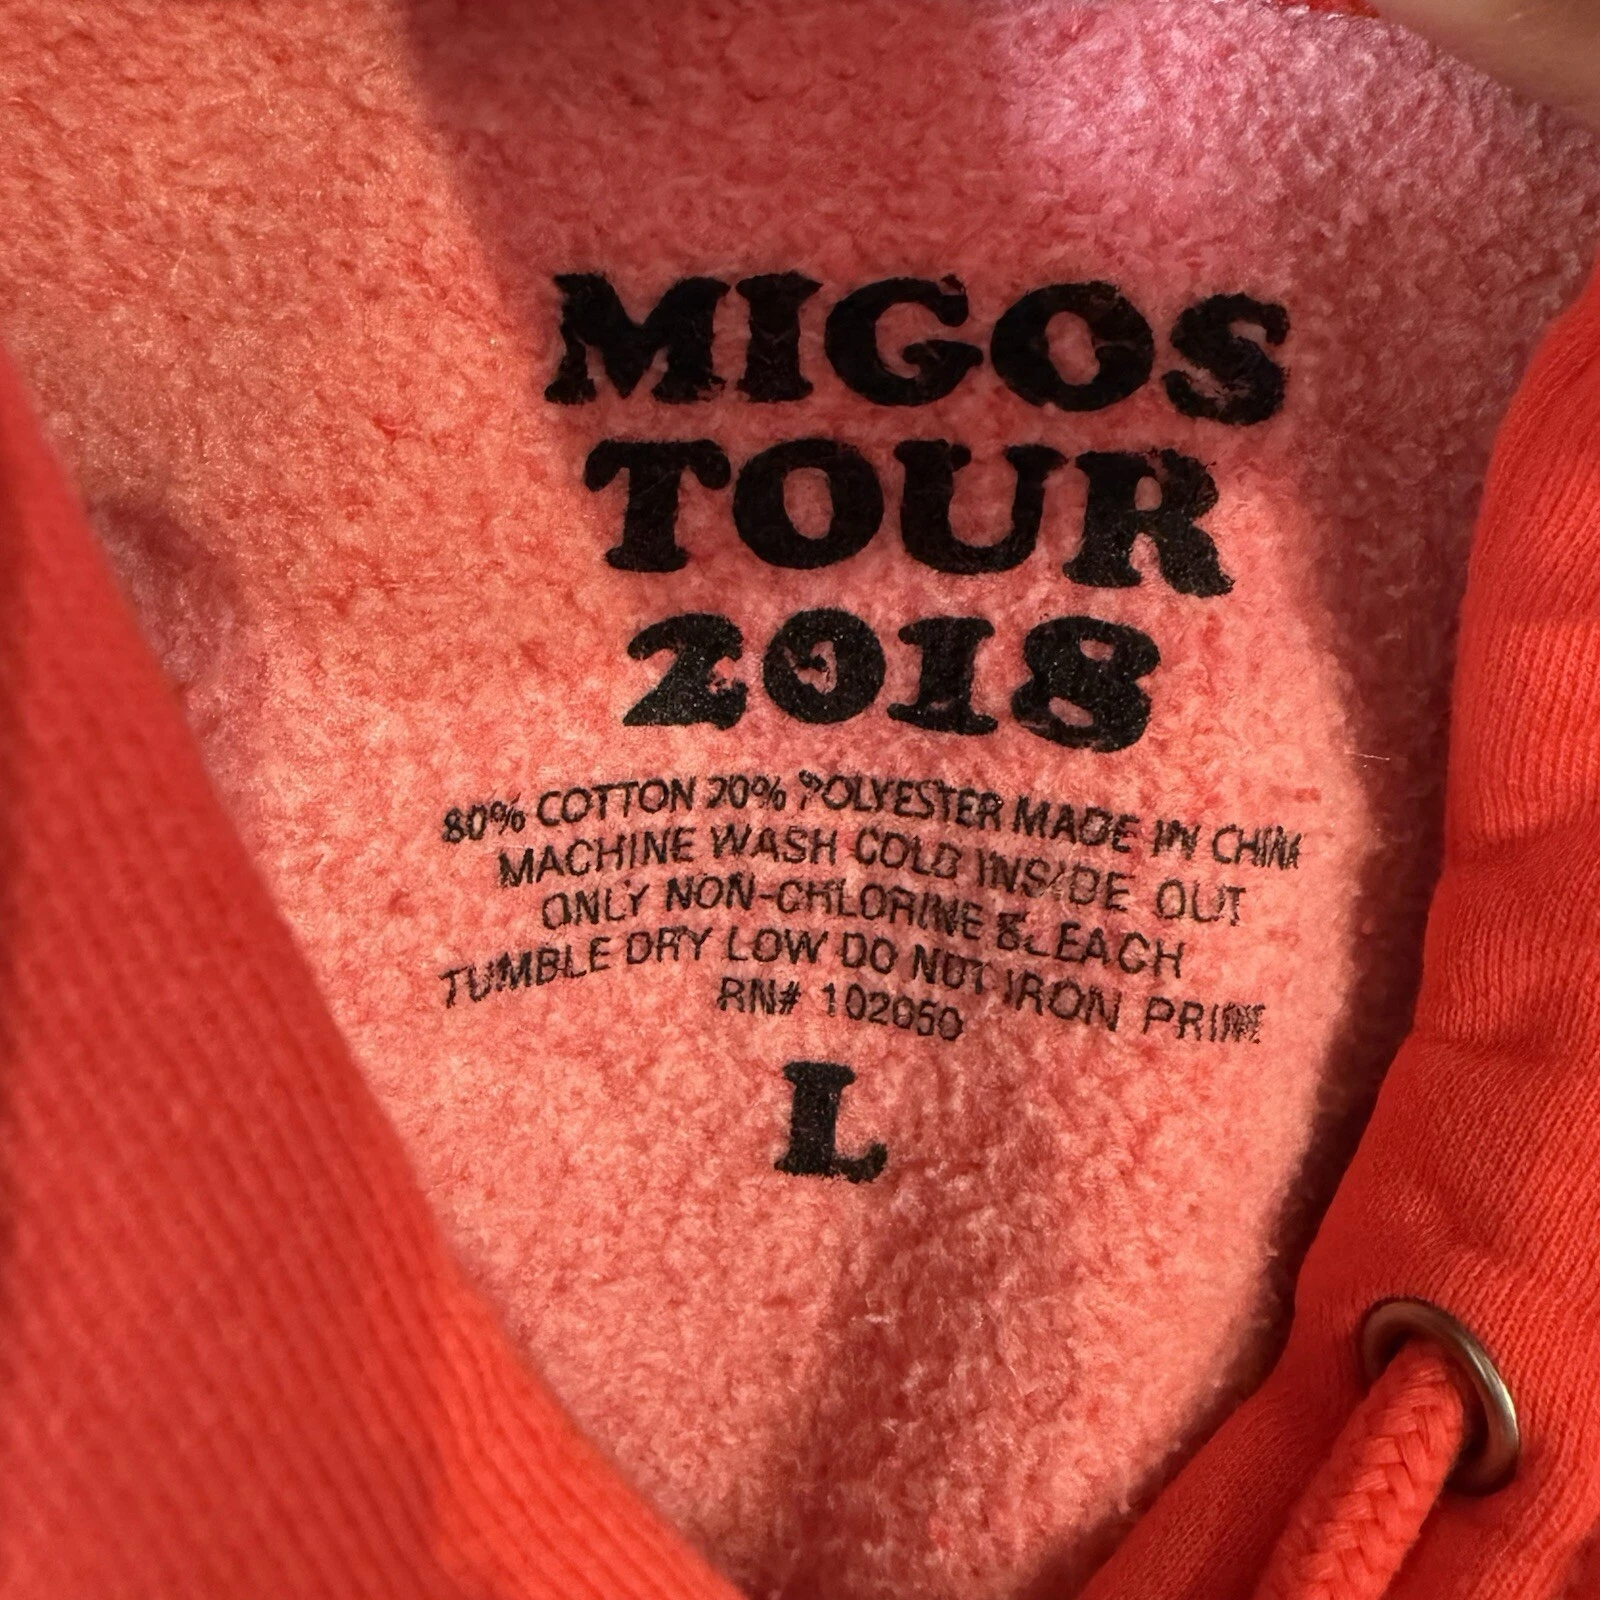 MIGOS
TOUR
2018
80% COTTON 20% POLYESTER MADE IN CHINA
MACHINE WASH COLD INSIDE OUT
ONLY NON-CHLORINE BLEACH
TUMBLE DRY LOW DO NOT IRON PRINT
RN# 102050
L